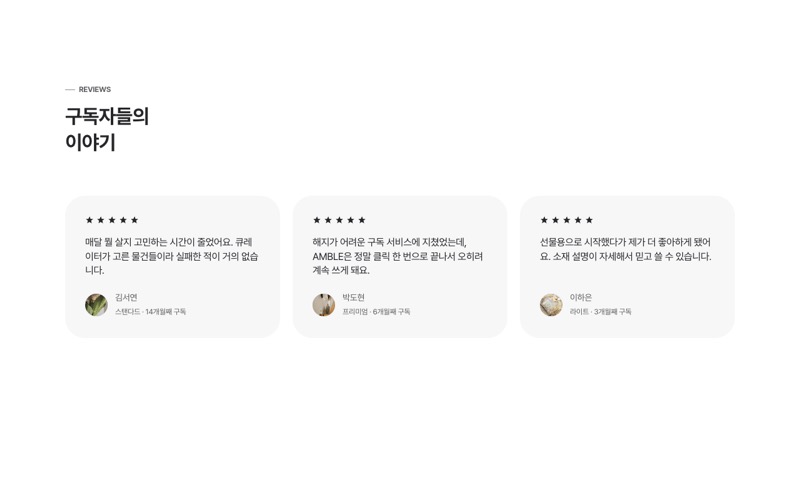 REVIEWS
구독자들의
이야기
매달 뭘 살지 고민하는 시간이 줄었어요. 큐레
이터가 고른 물건들이라 실패한 적이 거의 없습
니다.
김서연
스탠다드 · 14개월째 구독
해지가 어려운 구독 서비스에 지쳤었는데,
AMBLE은 정말 클릭 한 번으로 끝나서 오히려
계속 쓰게 돼요.
박도현
프리미엄 · 6개월째 구독
선물용으로 시작했다가 제가 더 좋아하게 됐어
요. 소재 설명이 자세해서 믿고 쓸 수 있습니다.
이하은
라이트 · 3개월째 구독